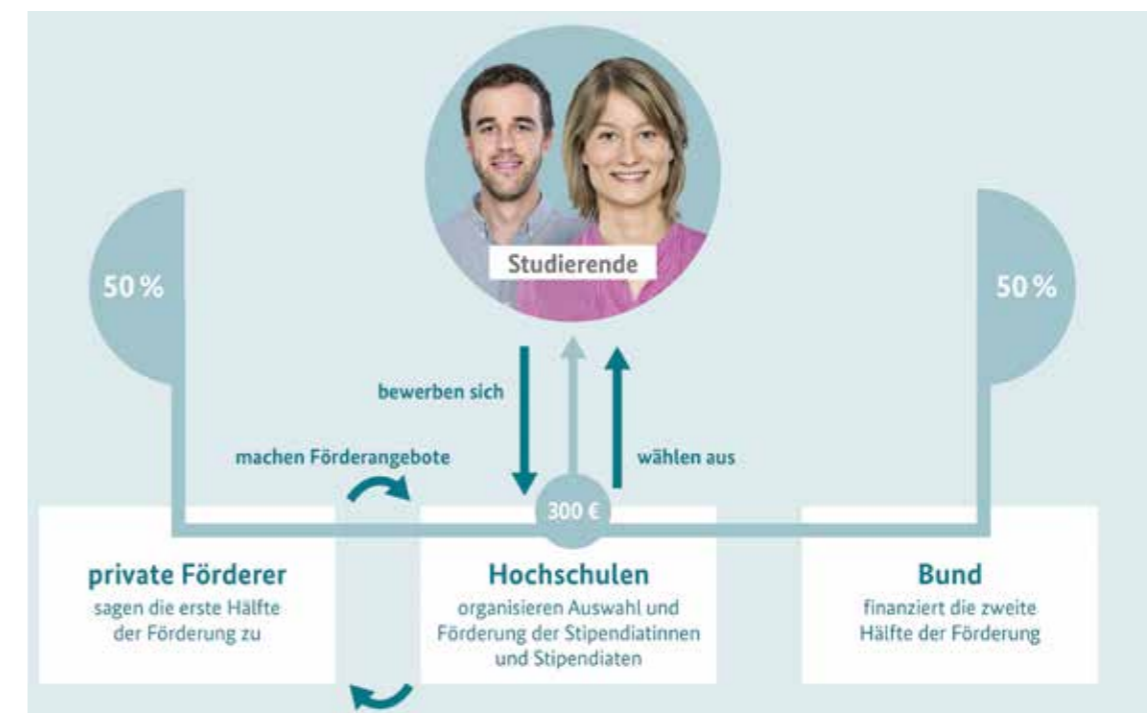 Studierende
50 %
50 %
bewerben sich
machen Förderangebote
wählen aus
300 €
private Förderer
sagen die erste Hälfte
der Förderung zu
Hochschulen
organisieren Auswahl und
Förderung der Stipendiatinnen
und Stipendiaten
Bund
finanziert die zweite
Hälfte der Förderung